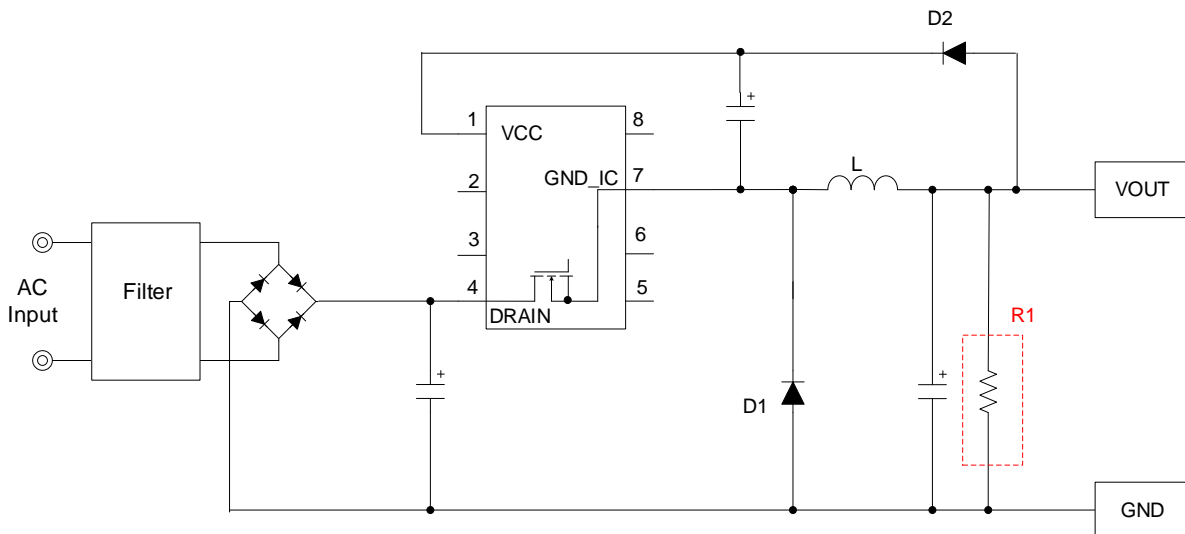 D2
1
VCC
8
+
2
GND_IC
7
L
VOUT
3
6
AC
Input
Filter
4
DRAIN
5
R1
+
D1
+
GND